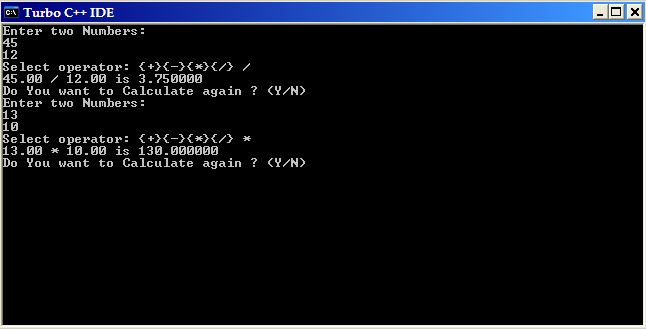 Turbo C++ IDE
Enter two Numbers:
45
12
Select operator: {+}{-}{*}{/} /
45.00 / 12.00 is 3.750000
Do You want to Calculate again ? (Y/N)
Enter two Numbers:
13
10
Select operator: {+}{-}{*}{/} *
13.00 * 10.00 is 130.000000
Do You want to Calculate again ? (Y/N)